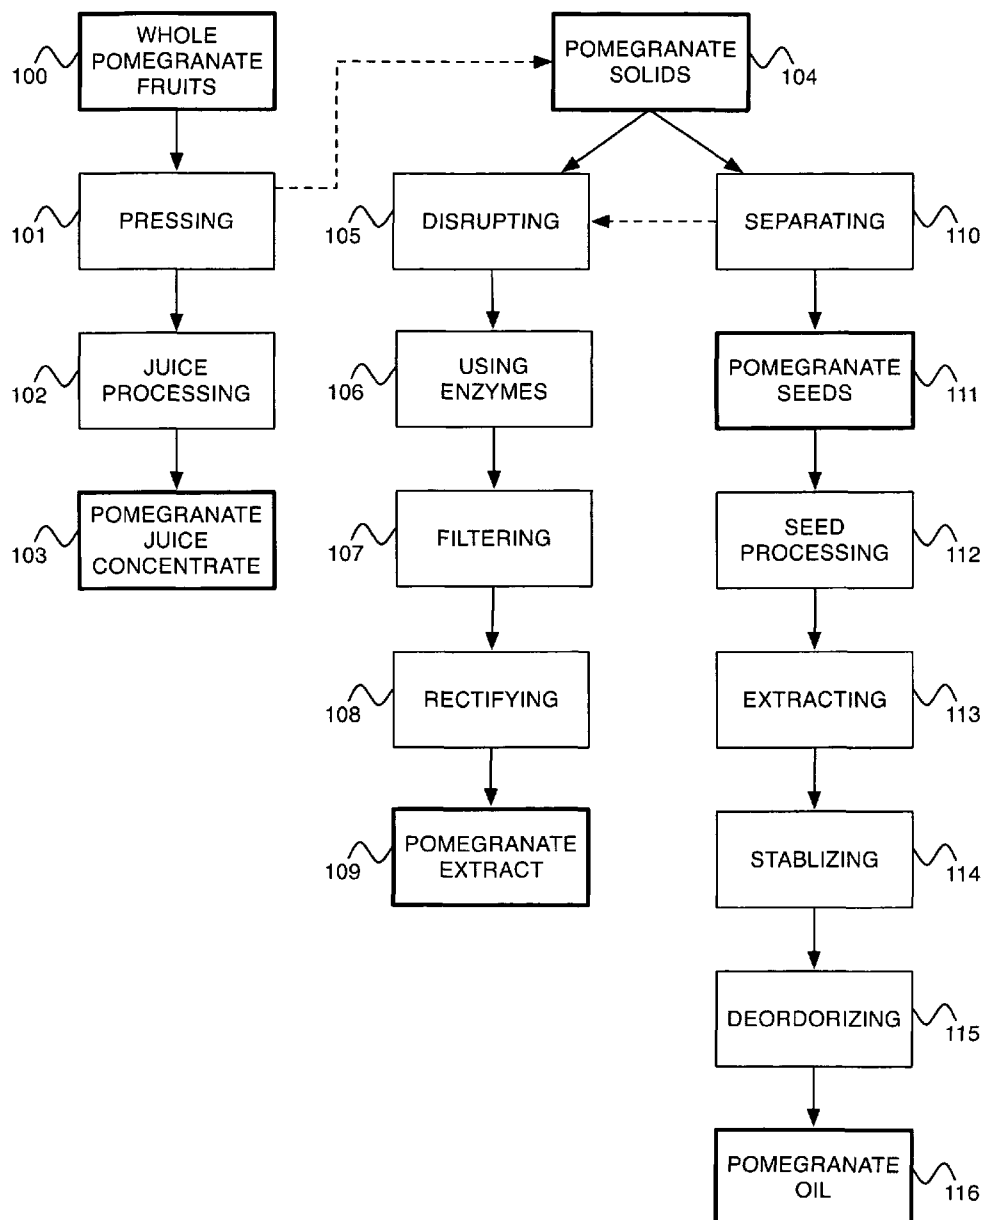 WHOLE
POMEGRANATE
FRUITS
100
PRESSING
101
JUICE
PROCESSING
102
POMEGRANATE
JUICE
CONCENTRATE
103
POMEGRANATE
SOLIDS
104
DISRUPTING
105
USING
ENZYMES
106
FILTERING
107
RECTIFYING
108
POMEGRANATE
EXTRACT
109
SEPARATING
110
POMEGRANATE
SEEDS
111
SEED
PROCESSING
112
EXTRACTING
113
STABLIZING
114
DEORDORIZING
115
POMEGRANATE
OIL
116